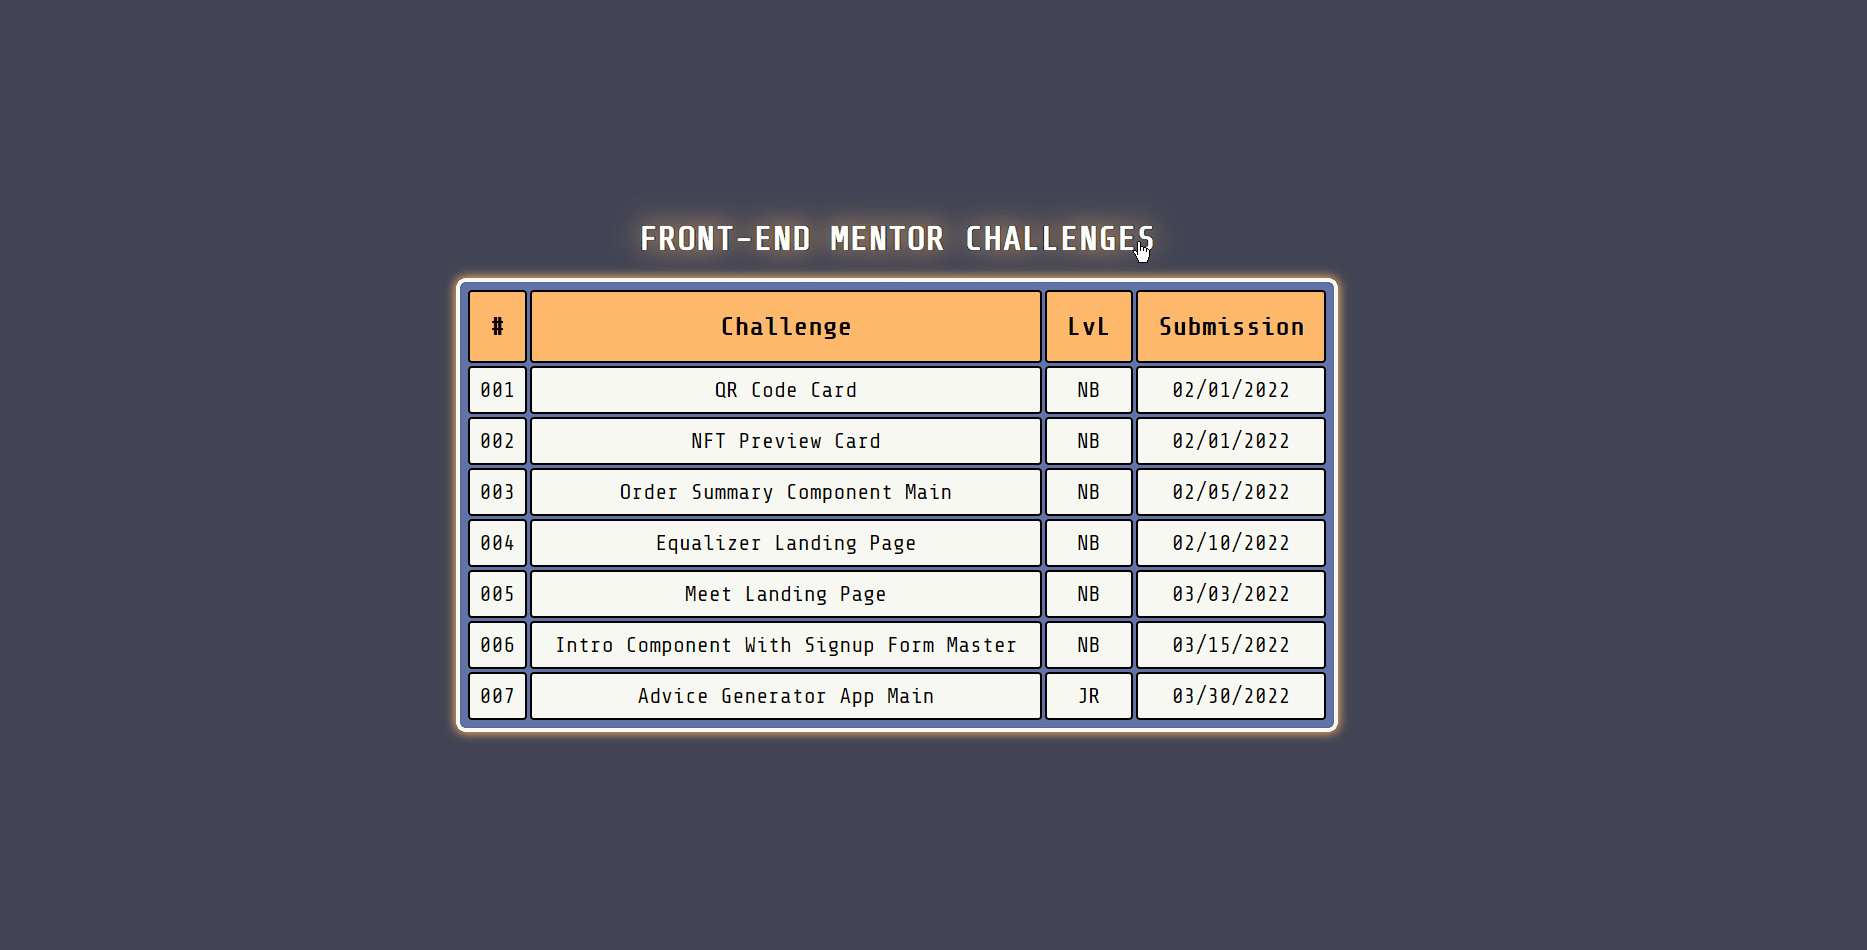 FRONT-END MENTOR CHALLENGES
# Challenge LvL Submission
001 QR Code Card NB 02/01/2022
002 NFT Preview Card NB 02/01/2022
003 Order Summary Component Main NB 02/05/2022
004 Equalizer Landing Page NB 02/10/2022
005 Meet Landing Page NB 03/03/2022
006 Intro Component With Signup Form Master NB 03/15/2022
007 Advice Generator App Main JR 03/30/2022